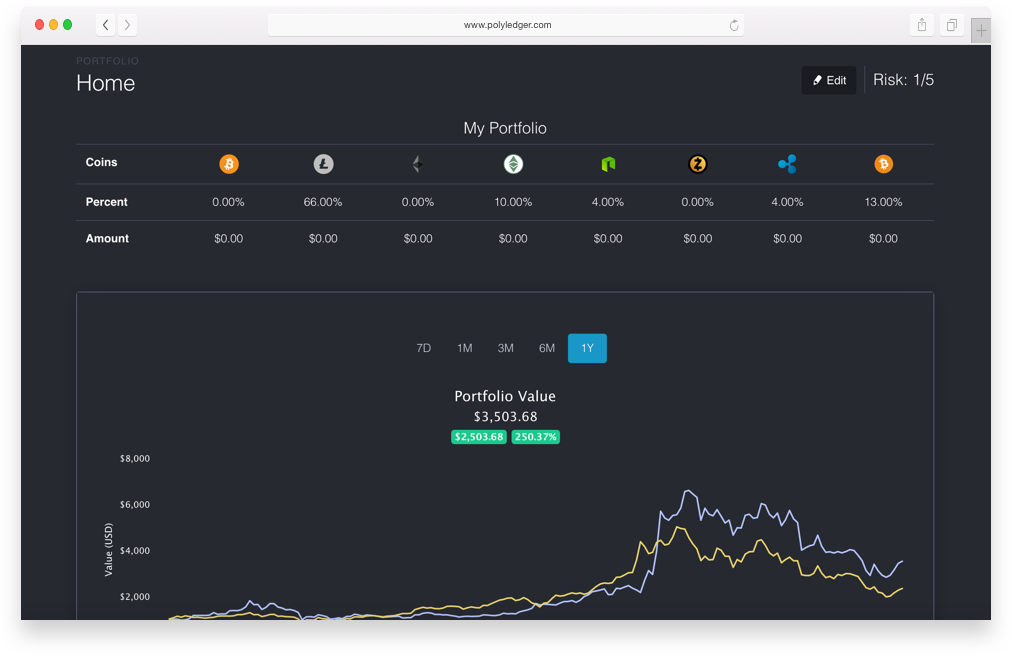 www.polyledger.com
PORTFOLIO
Home
Edit
Risk: 1/5
My Portfolio
Coins
Percent 0.00% 66.00% 0.00% 10.00% 4.00% 0.00% 4.00% 13.00%
Amount $0.00 $0.00 $0.00 $0.00 $0.00 $0.00 $0.00 $0.00
7D 1M 3M 6M 1Y
Portfolio Value
$3,503.68
$2,503.68 250.37%
$8,000
$6,000
$4,000
$2,000
Value (USD)